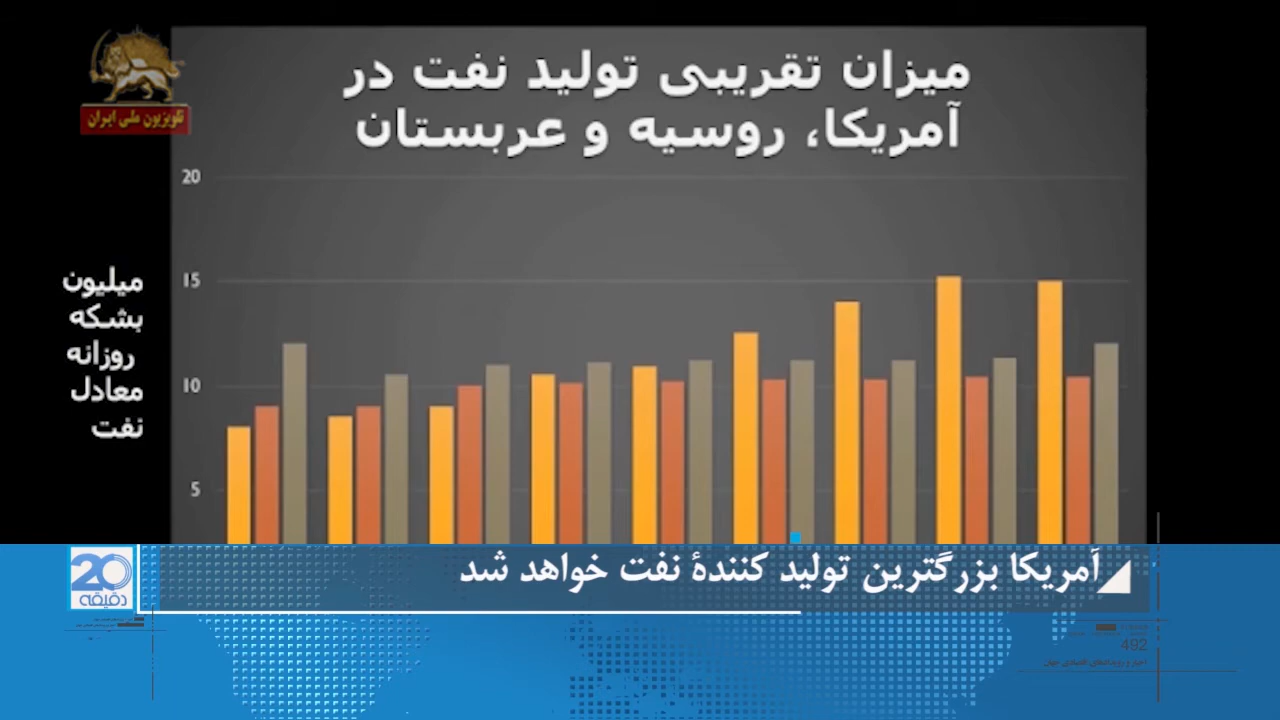 میزان تقریبی تولید نفت در
آمریکا، روسیه و عربستان
تلویزیون ملی ایران
20
15
10
5
میلیون
بشکه
روزانه
معادل
نفت
آمریکا بزرگترین تولید کنندهٔ نفت خواهد شد
20
دقیقه
492